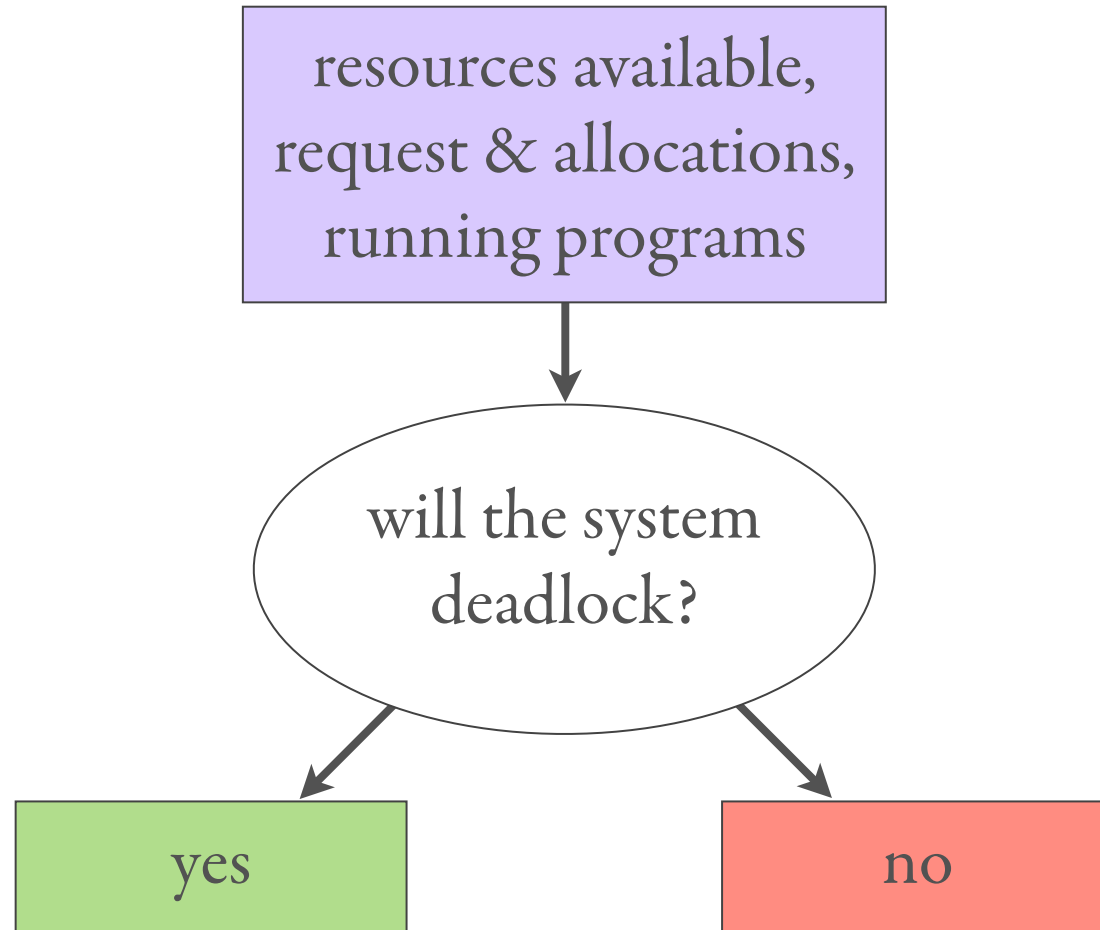 resources available,
request & allocations,
running programs
will the system
deadlock?
yes
no